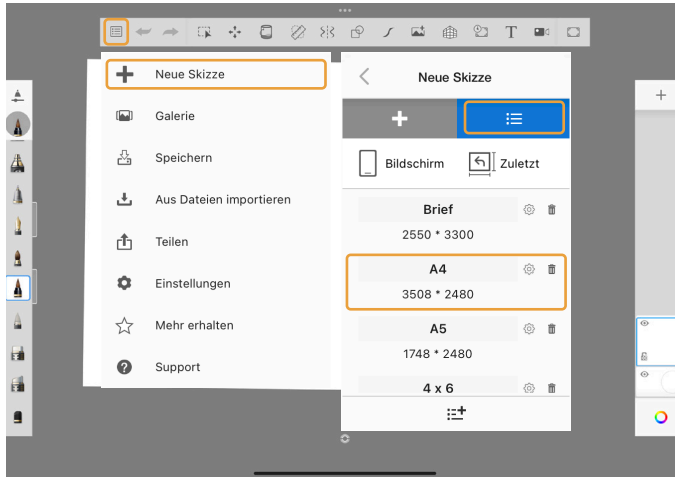 T
Neue Skizze
Galerie
Speichern
Aus Dateien importieren
Teilen
Einstellungen
Mehr erhalten
Support
Neue Skizze
Bildschirm
Zuletzt
Brief
2550 * 3300
A4
3508 * 2480
A5
1748 * 2480
4 x 6